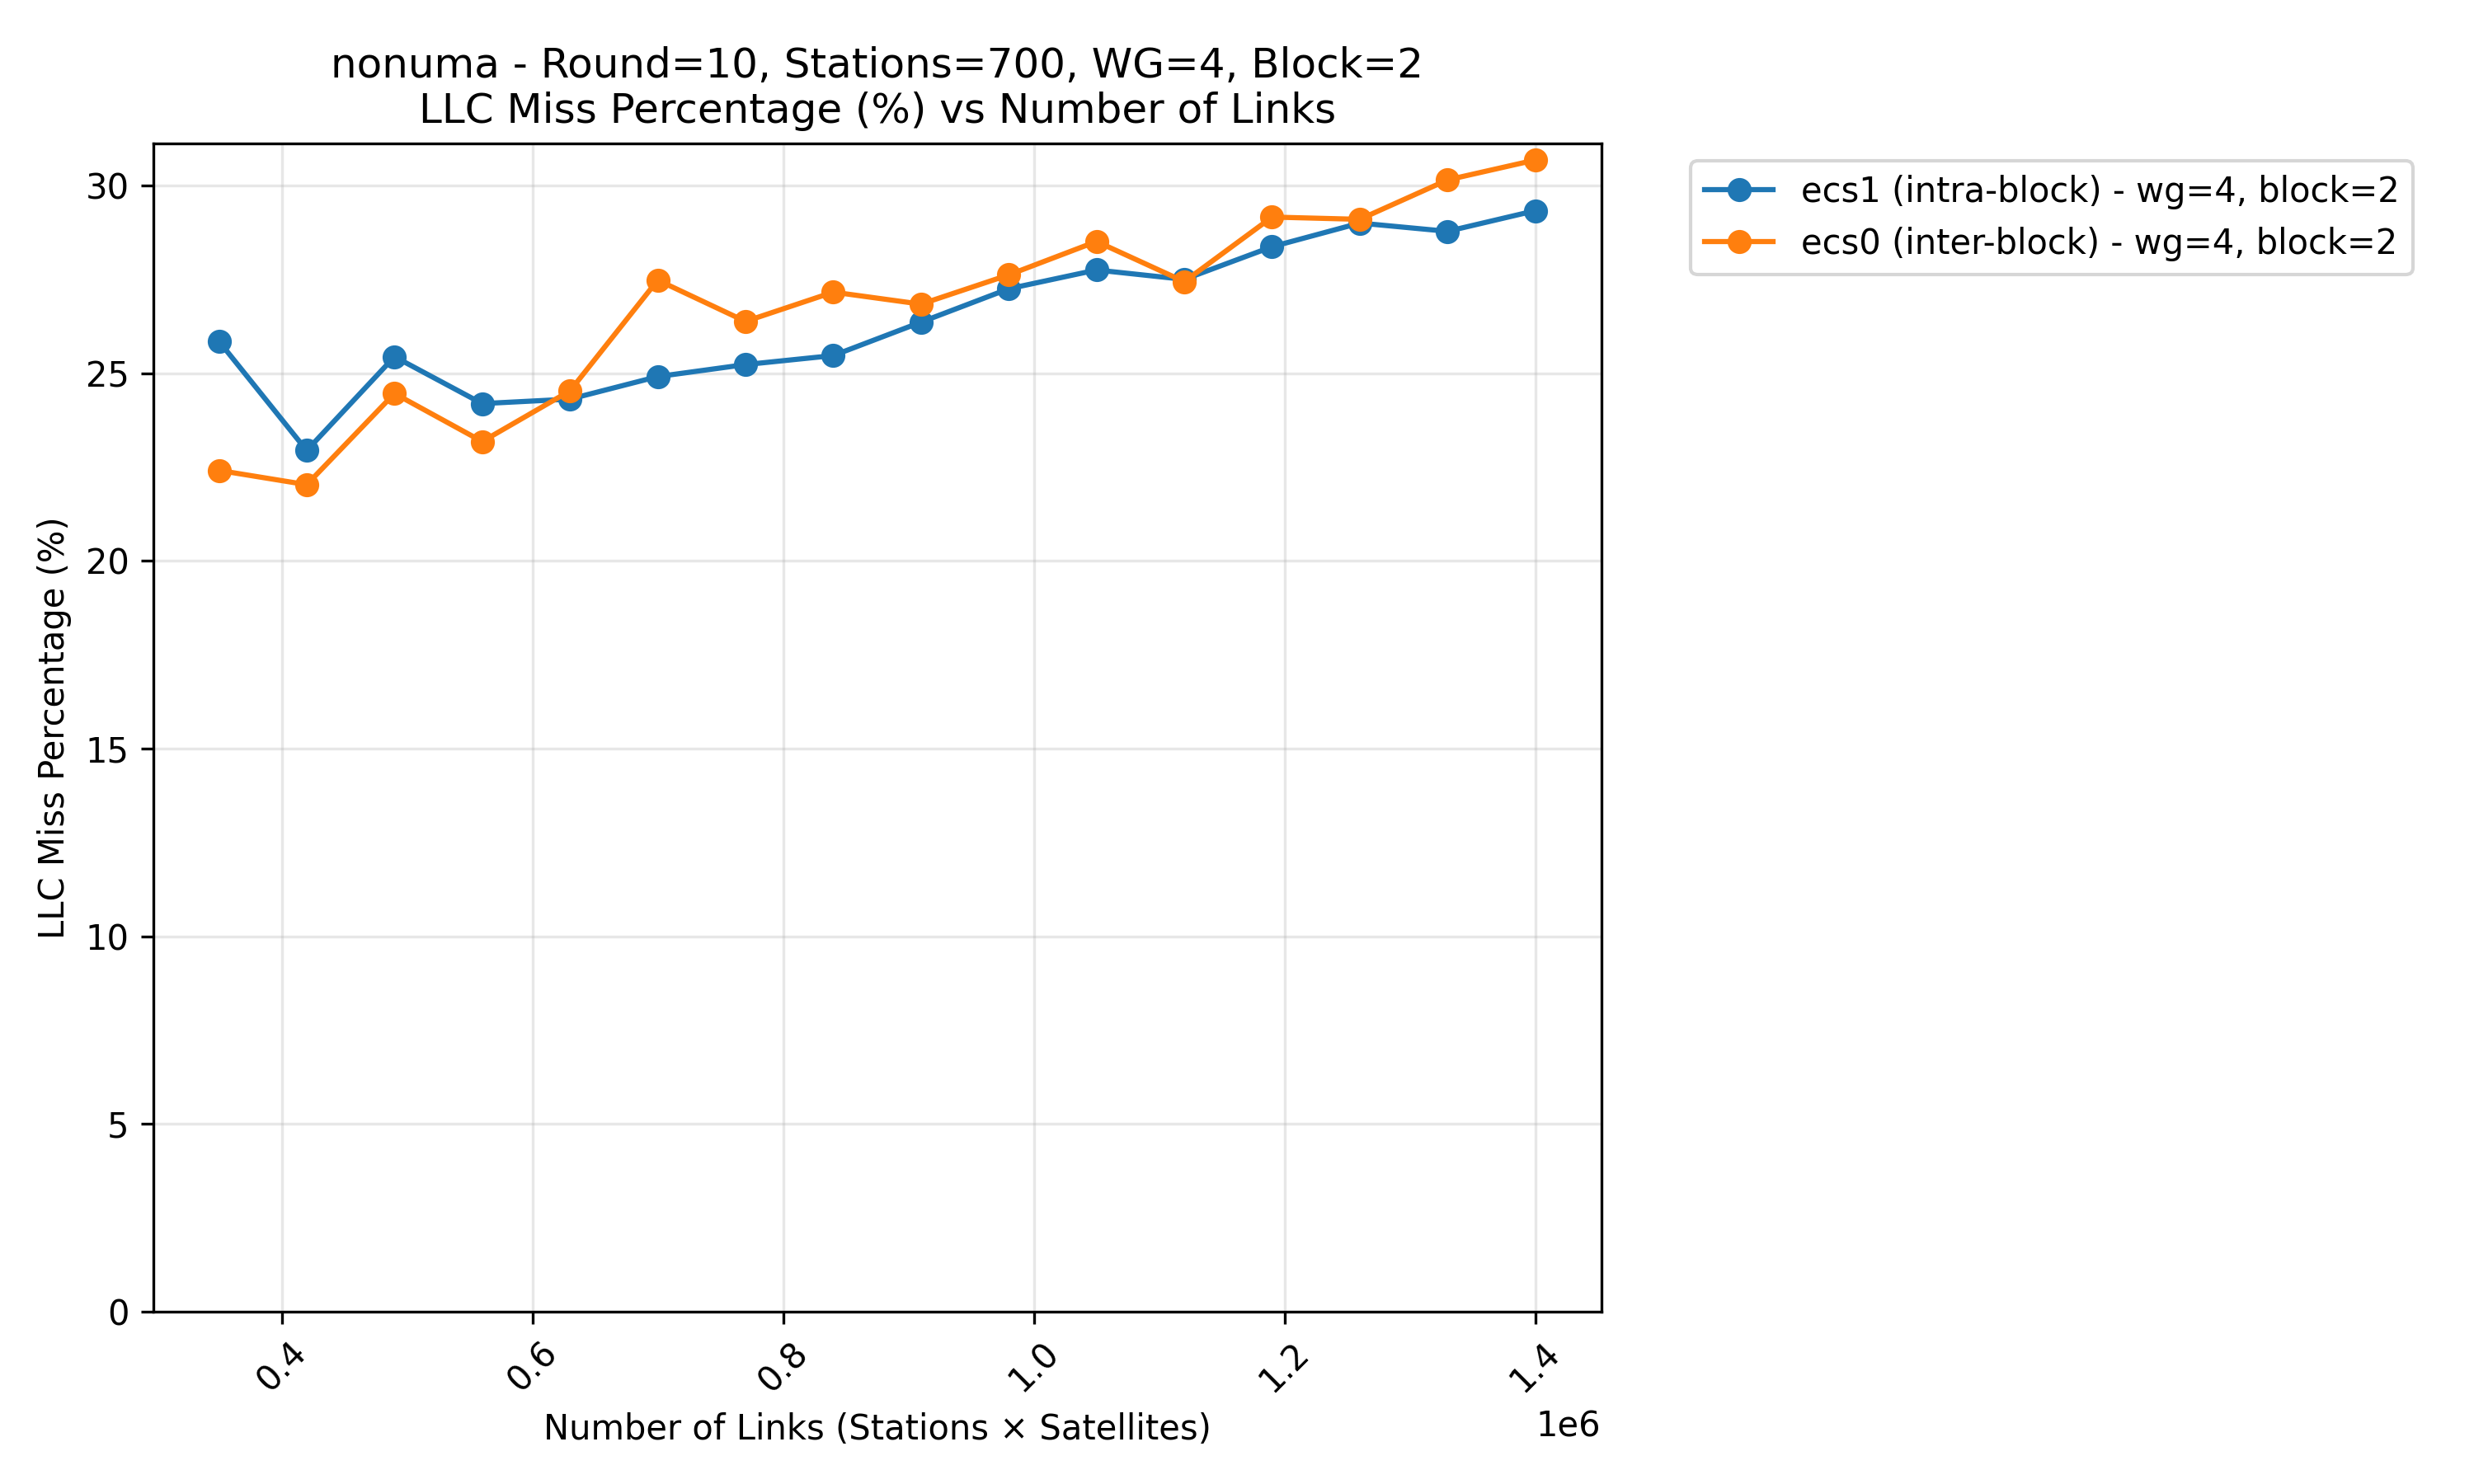 nonuma - Round=10, Stations=700, WG=4, Block=2
LLC Miss Percentage (%) vs Number of Links
ecs1 (intra-block) - wg=4, block=2
ecs0 (inter-block) - wg=4, block=2
LLC Miss Percentage (%)
30
25
20
15
10
5
0
0.4
0.6
0.8
1.0
1.2
1.4
1e6
Number of Links (Stations × Satellites)